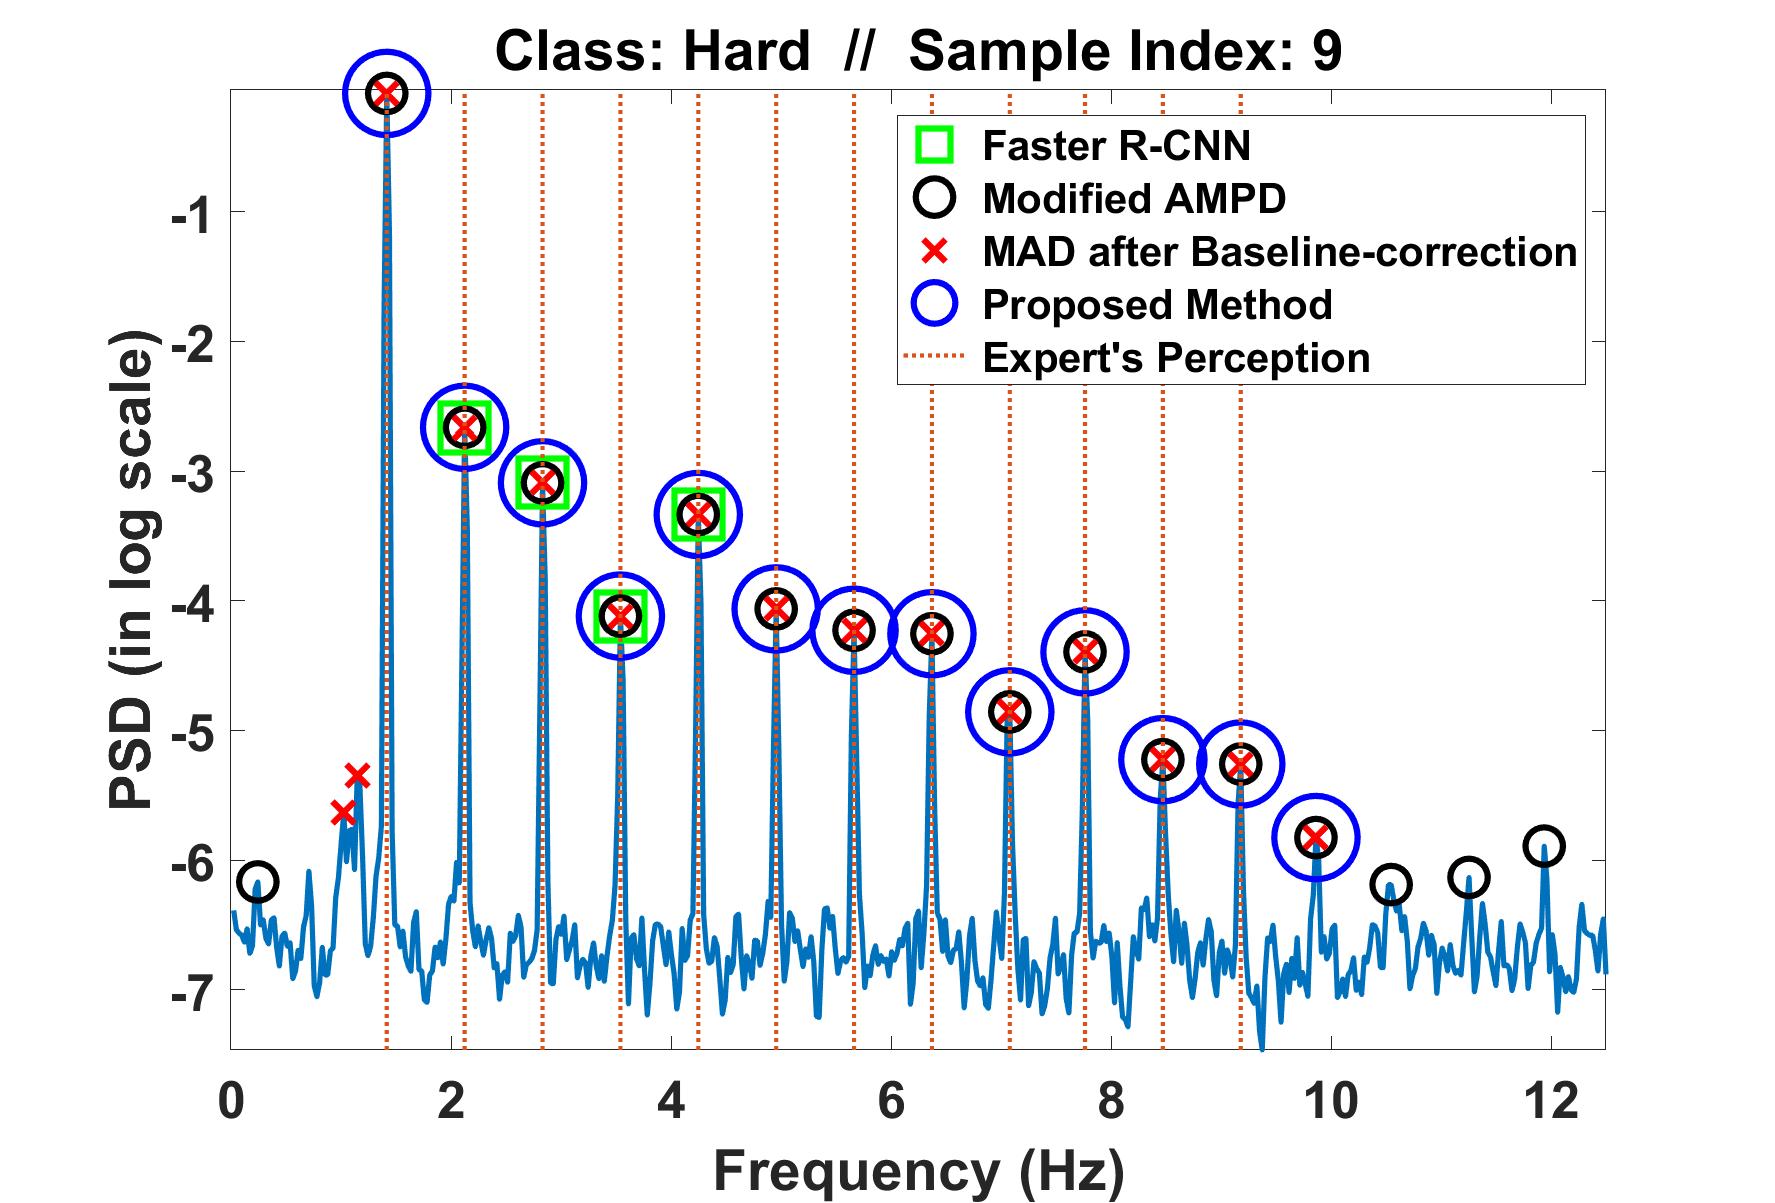 Class: Hard // Sample Index: 9
Faster R-CNN
Modified AMPD
MAD after Baseline-correction
Proposed Method
Expert's Perception
PSD (in log scale)
-1
-2
-3
-4
-5
-6
-7
0 2 4 6 8 10 12
Frequency (Hz)